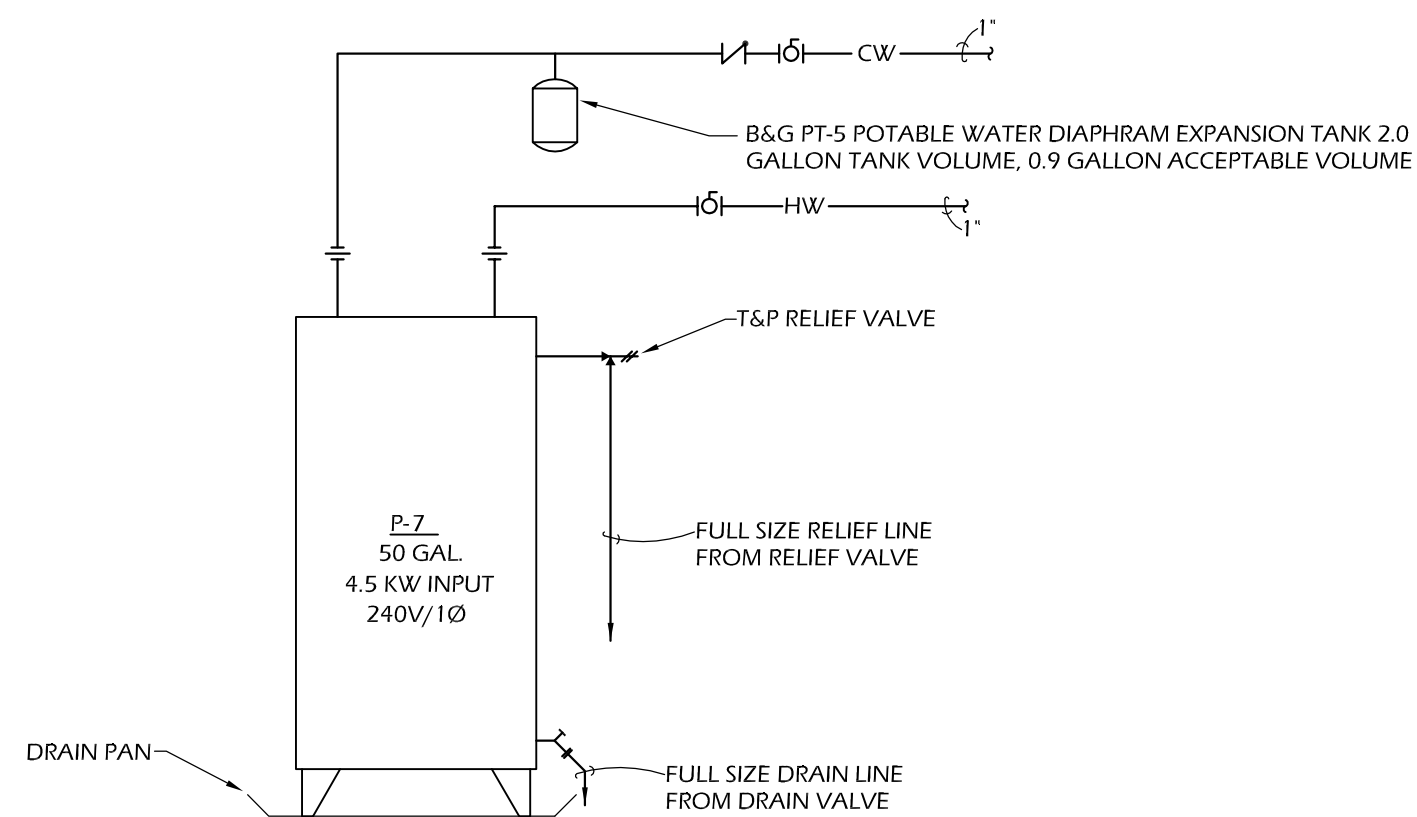 1"
CW
B&G PT-5 POTABLE WATER DIAPHRAM EXPANSION TANK 2.0
GALLON TANK VOLUME, 0.9 GALLON ACCEPTABLE VOLUME
HW
1"
T&P RELIEF VALVE
P-7
50 GAL.
4.5 KW INPUT
240V/1Ø
FULL SIZE RELIEF LINE
FROM RELIEF VALVE
DRAIN PAN
FULL SIZE DRAIN LINE
FROM DRAIN VALVE